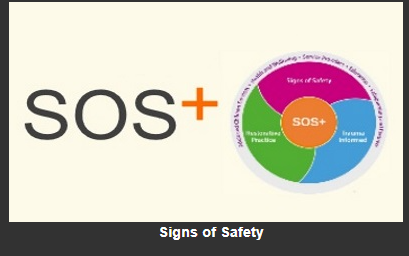 SOS+
Signs of Safety
SOS+
Restorative
Practice
Trauma
Informed
Signs of Safety